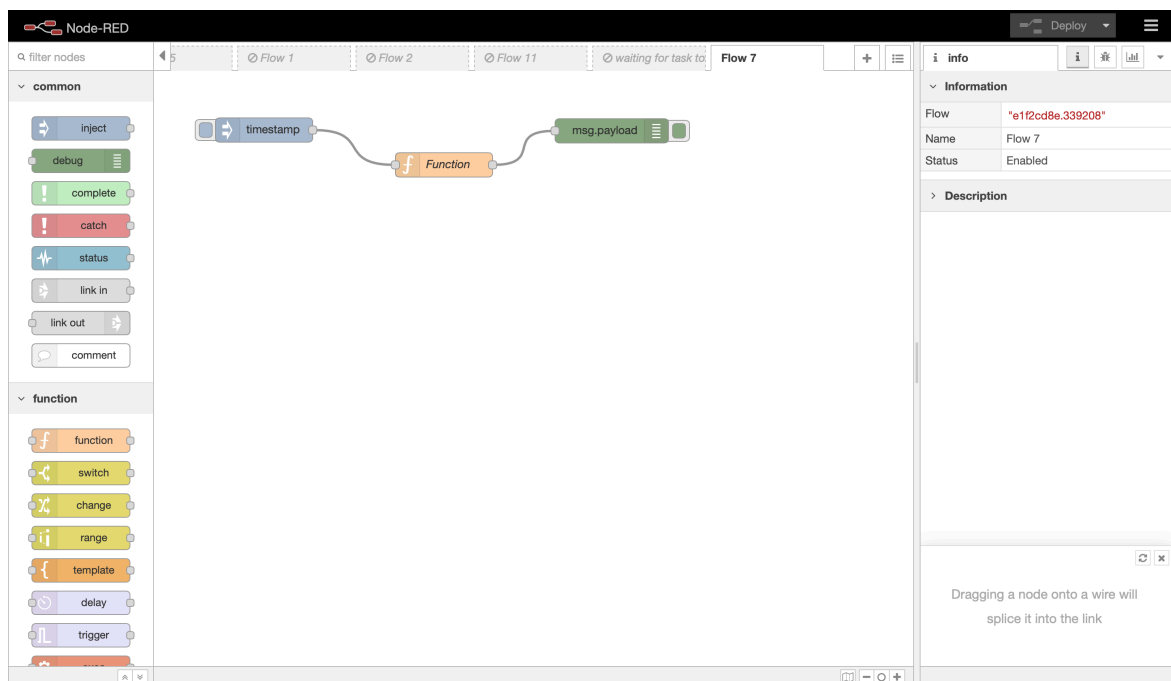 Node-RED
Deploy
filter nodes
5
Flow 1
Flow 2
Flow 11
waiting for task to
Flow 7
i info
i
common
inject
debug
complete
catch
status
link in
link out
comment
function
function
switch
change
range
template
delay
trigger
timestamp
Function
msg.payload
Information
Flow
"e1f2cd8e.339208"
Name
Flow 7
Status
Enabled
Description
Dragging a node onto a wire will
splice it into the link